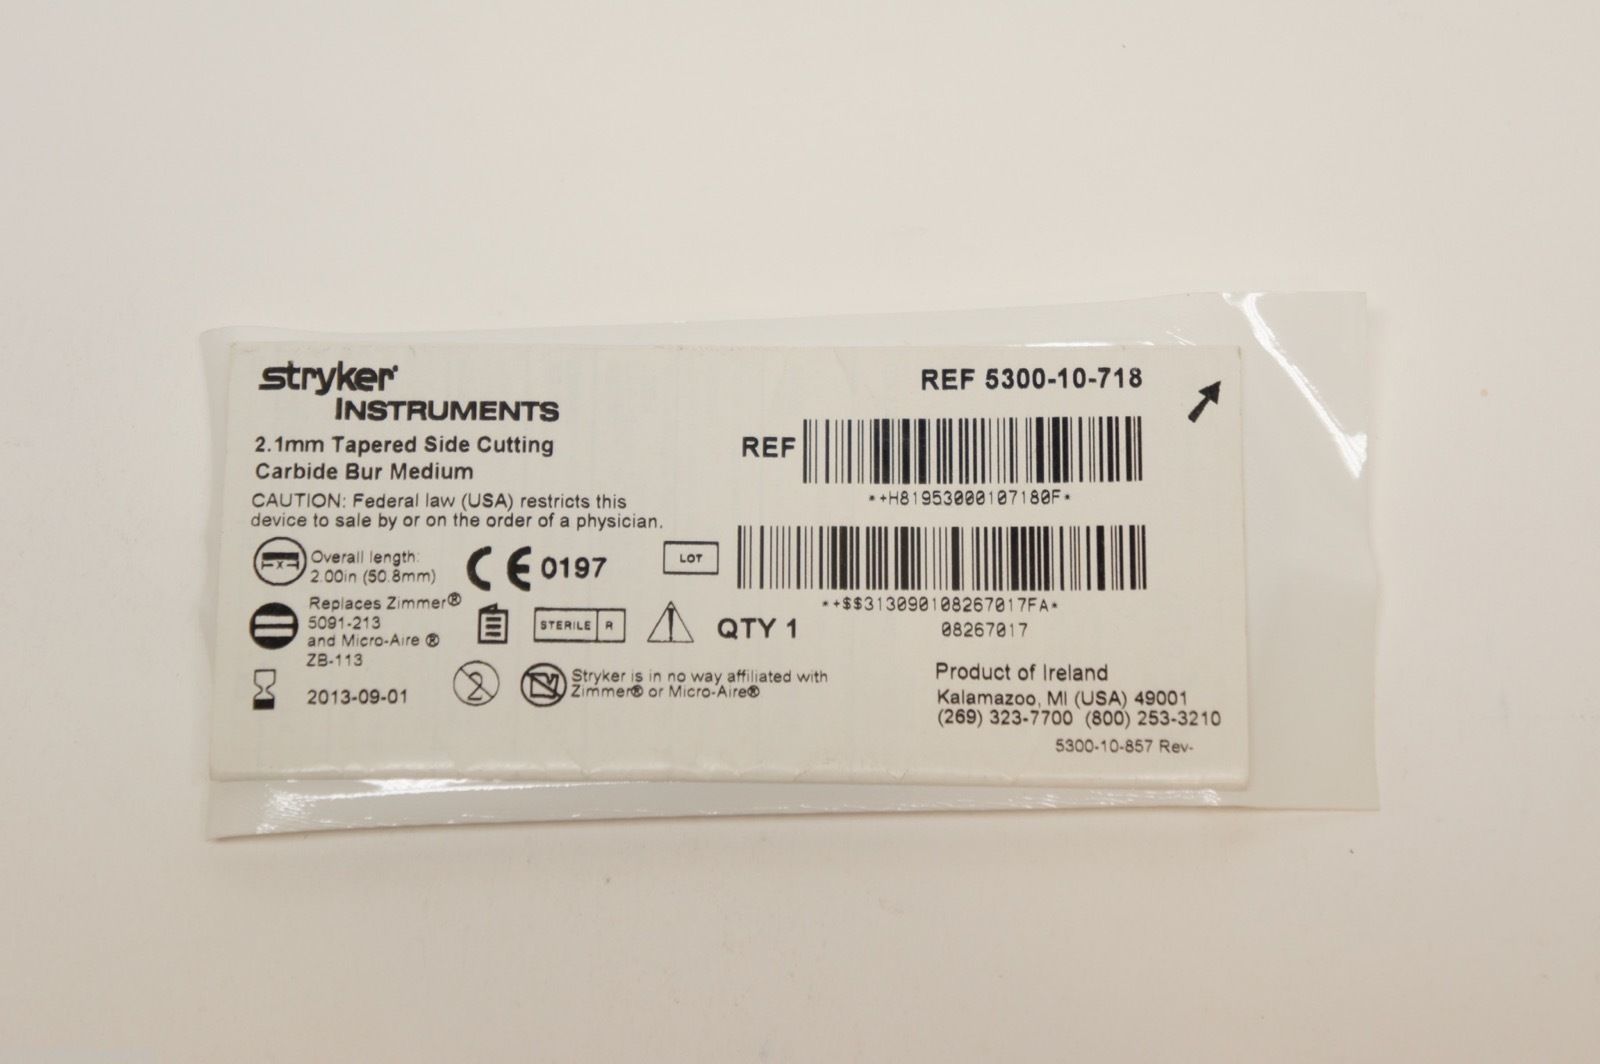 stryker
INSTRUMENTS
2.1mm Tapered Side Cutting
Carbide Bur Medium
CAUTION: Federal law (USA) restricts this
device to sale by or on the order of a physician.
Overall length:
2.00in (50.8mm)
CE 0197
Replaces Zimmer®
5091-213
and Micro-Aire ®
ZB-113
STERILE R
QTY 1
2013-09-01
2
Stryker is in no way affiliated with
Zimmer® or Micro-Aire®
REF 5300-10-718
REF
*+H81953000107180F*
LOT
*+$$313090108267017FA*
08267017
Product of Ireland
Kalamazoo, MI (USA) 49001
(269) 323-7700 (800) 253-3210
5300-10-857 Rev-